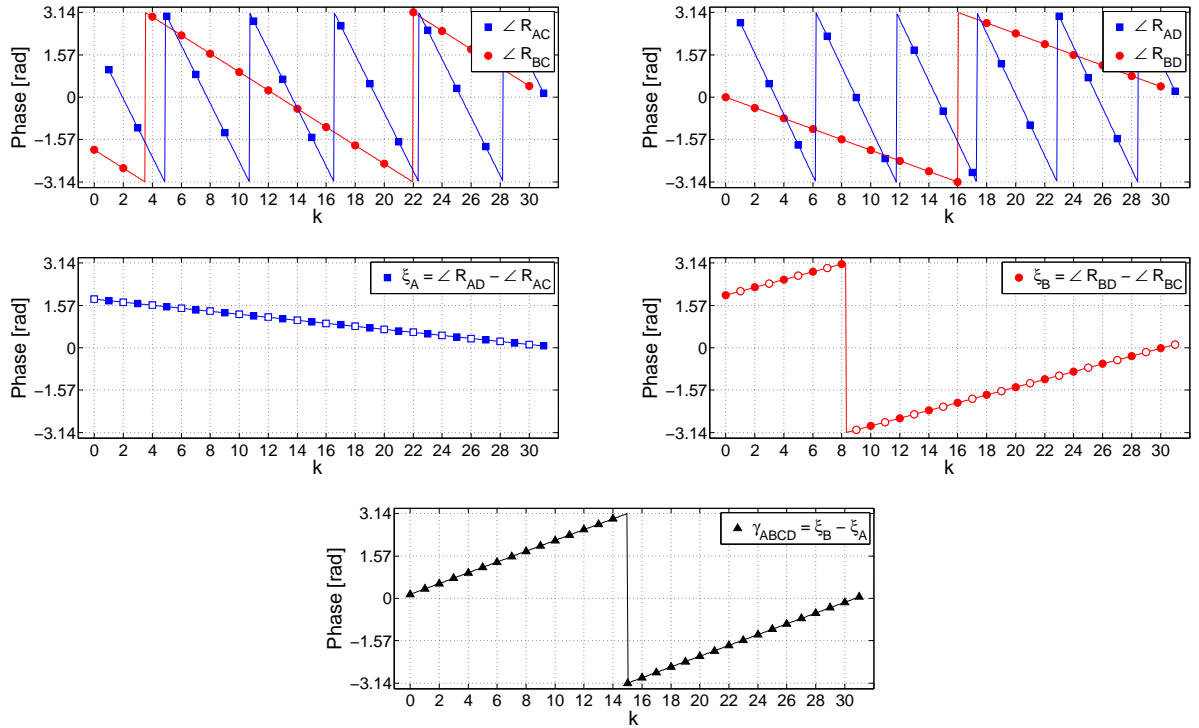 3.14
1.57
0
−1.57
−3.14
Phase [rad]
∠ R_AC
∠ R_BC
0 2 4 6 8 10 12 14 16 18 20 22 24 26 28 30
k
3.14
1.57
0
−1.57
−3.14
Phase [rad]
∠ R_AD
∠ R_BD
0 2 4 6 8 10 12 14 16 18 20 22 24 26 28 30
k
3.14
1.57
0
−1.57
−3.14
Phase [rad]
ξ_A = ∠ R_AD − ∠ R_AC
0 2 4 6 8 10 12 14 16 18 20 22 24 26 28 30
k
3.14
1.57
0
−1.57
−3.14
Phase [rad]
ξ_B = ∠ R_BD − ∠ R_BC
0 2 4 6 8 10 12 14 16 18 20 22 24 26 28 30
k
3.14
1.57
0
−1.57
−3.14
Phase [rad]
γ_ABCD = ξ_B − ξ_A
0 2 4 6 8 10 12 14 16 18 20 22 24 26 28 30
k